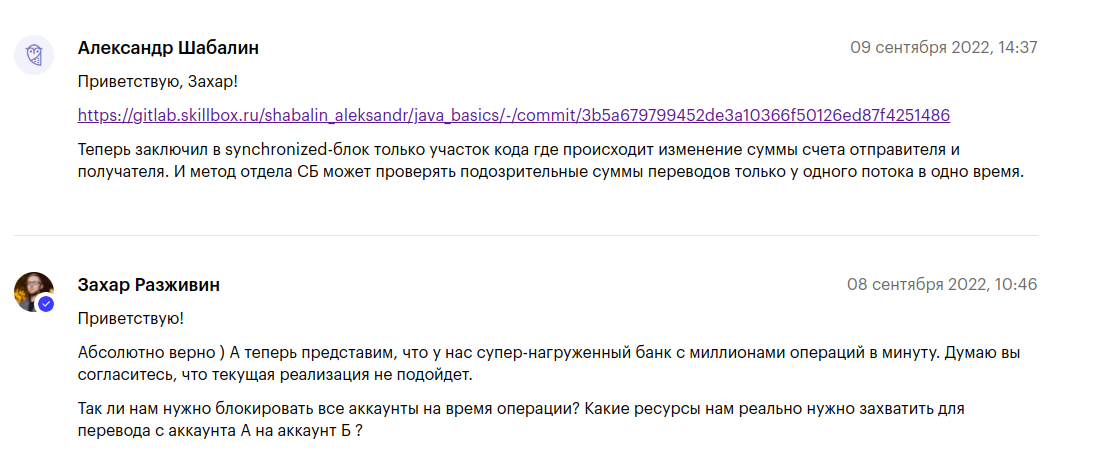 Александр Шабалин
09 сентября 2022, 14:37
Приветствую, Захар!
https://gitlab.skillbox.ru/shabalin_aleksandr/java_basics/-/commit/3b5a679799452de3a10366f50126ed87f4251486
Теперь заключил в synchronized-блок только участок кода где происходит изменение суммы счета отправителя и
получателя. И метод отдела СБ может проверять подозрительные суммы переводов только у одного потока в одно время.
Захар Разживин
08 сентября 2022, 10:46
Приветствую!
Абсолютно верно ) А теперь представим, что у нас супер-нагруженный банк с миллионами операций в минуту. Думаю вы
согласитесь, что текущая реализация не подойдет.
Так ли нам нужно блокировать все аккаунты на время операции? Какие ресурсы нам реально нужно захватить для
перевода с аккаунта А на аккаунт Б ?